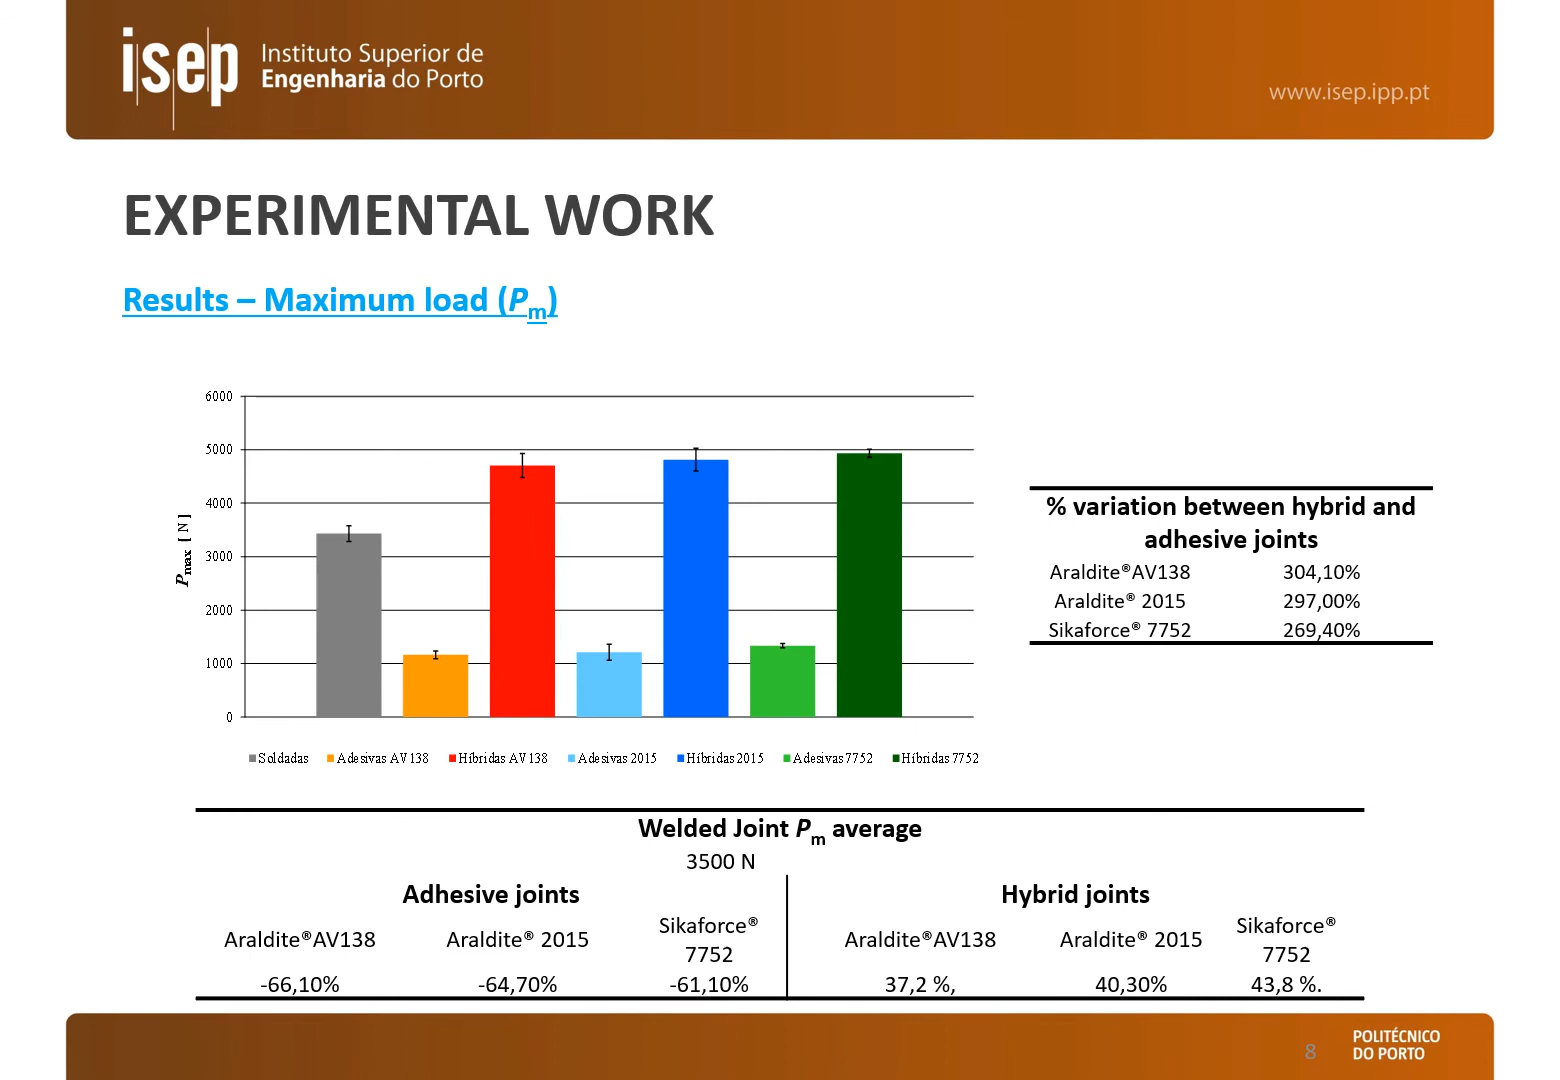 isep Instituto Superior de
Engenharia do Porto
www.isep.ipp.pt
EXPERIMENTAL WORK
Results – Maximum load (Pm)
6000
5000
4000
3000
2000
1000
0
Pmax [ N ]
Soldadas Adesivas AV138 Híbridas AV138 Adesivas 2015 Híbridas 2015 Adesivas 7752 Híbridas 7752
% variation between hybrid and
adhesive joints
Araldite®AV138 304,10%
Araldite® 2015 297,00%
Sikaforce® 7752 269,40%
Welded Joint Pm average
3500 N
Adhesive joints Hybrid joints
Araldite®AV138 Araldite® 2015 Sikaforce® 7752 Araldite®AV138 Araldite® 2015 Sikaforce® 7752
-66,10% -64,70% -61,10% 37,2 %, 40,30% 43,8 %.
8
POLITÉCNICO
DO PORTO